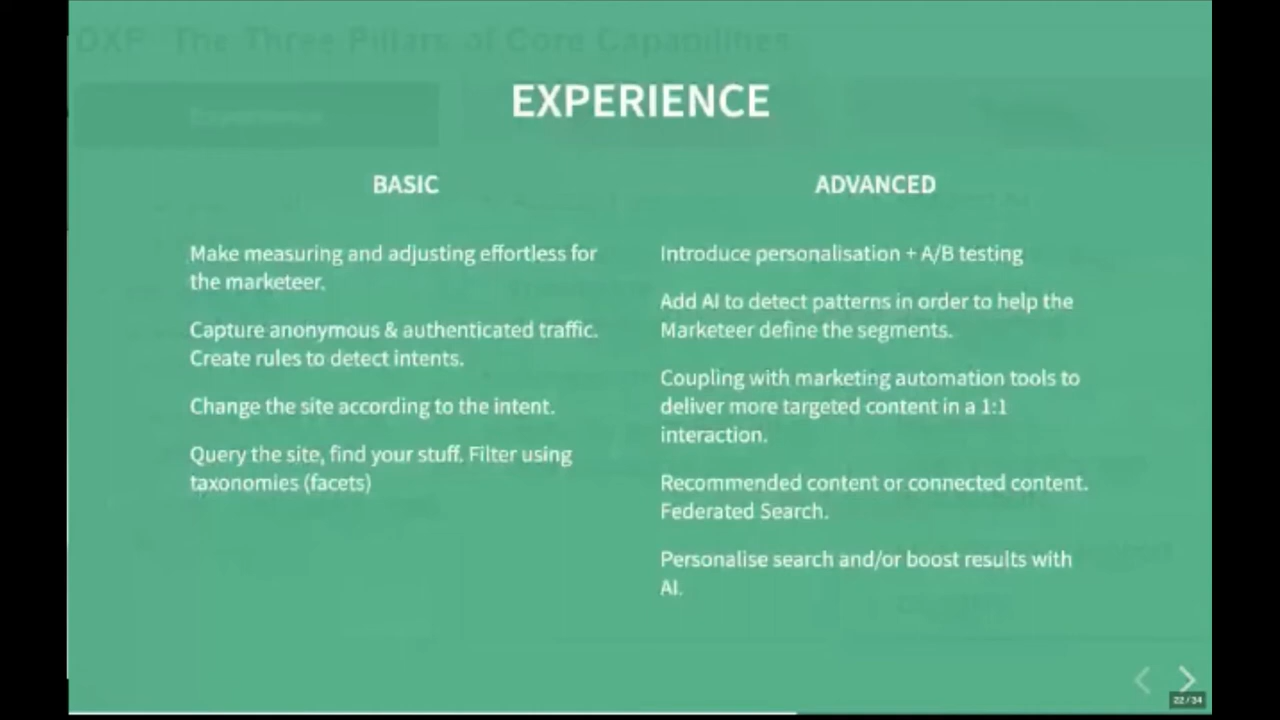 DXP The Three Pillars of Core Capabilities
EXPERIENCE
BASIC
Make measuring and adjusting effortless for
the marketeer.
Capture anonymous & authenticated traffic.
Create rules to detect intents.
Change the site according to the intent.
Query the site, find your stuff. Filter using
taxonomies (facets)
ADVANCED
Introduce personalisation + A/B testing
Add AI to detect patterns in order to help the
Marketeer define the segments.
Coupling with marketing automation tools to
deliver more targeted content in a 1:1
interaction.
Recommended content or connected content.
Federated Search.
Personalise search and/or boost results with
AI.
22 / 34